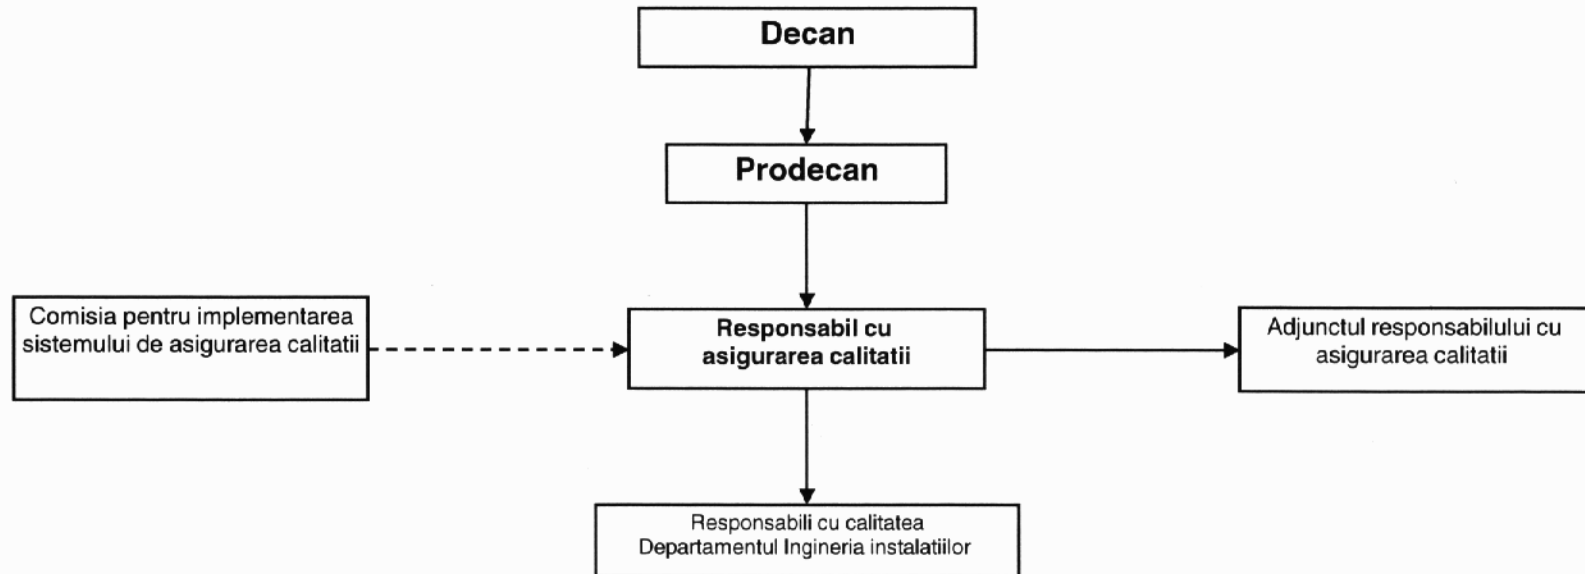 Decan
Prodecan
Comisia pentru implementarea
sistemului de asigurarea calitatii
Responsabil cu
asigurarea calitatii
Adjunctul responsabilului cu
asigurarea calitatii
Responsabili cu calitatea
Departamentul Ingineria instalatiilor